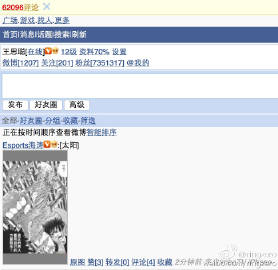 62096评论
广场.游戏.找人.更多
首页|消息|话题|搜索|刷新
王思聪[在线] 12级 资料70% 设置
微博[1207] 关注[201] 粉丝[7351317] @我的
发布 好友圈 高级
全部-好友圈-分组-收藏-筛选
正在按时间顺序查看微博智能排序
Esports海涛:[太阳]
原图 赞[3] 转发[0] 评论[4] 收藏 2分钟前